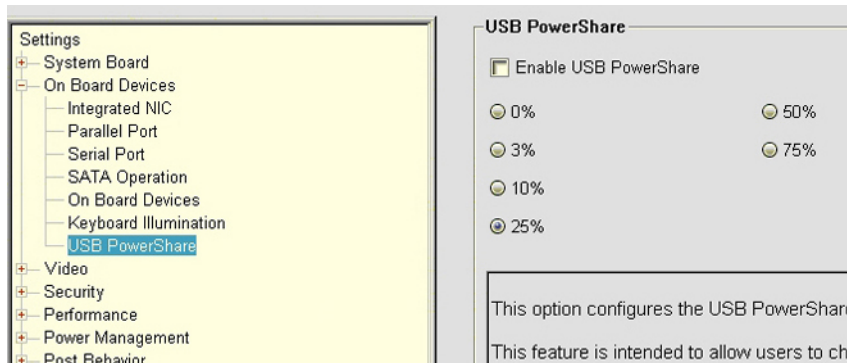 Settings
System Board
On Board Devices
Integrated NIC
Parallel Port
Serial Port
SATA Operation
On Board Devices
Keyboard Illumination
USB PowerShare
Video
Security
Performance
Power Management
Post Behavior
USB PowerShare
Enable USB PowerShare
0%
50%
3%
75%
10%
25%
This option configures the USB PowerShare
This feature is intended to allow users to ch